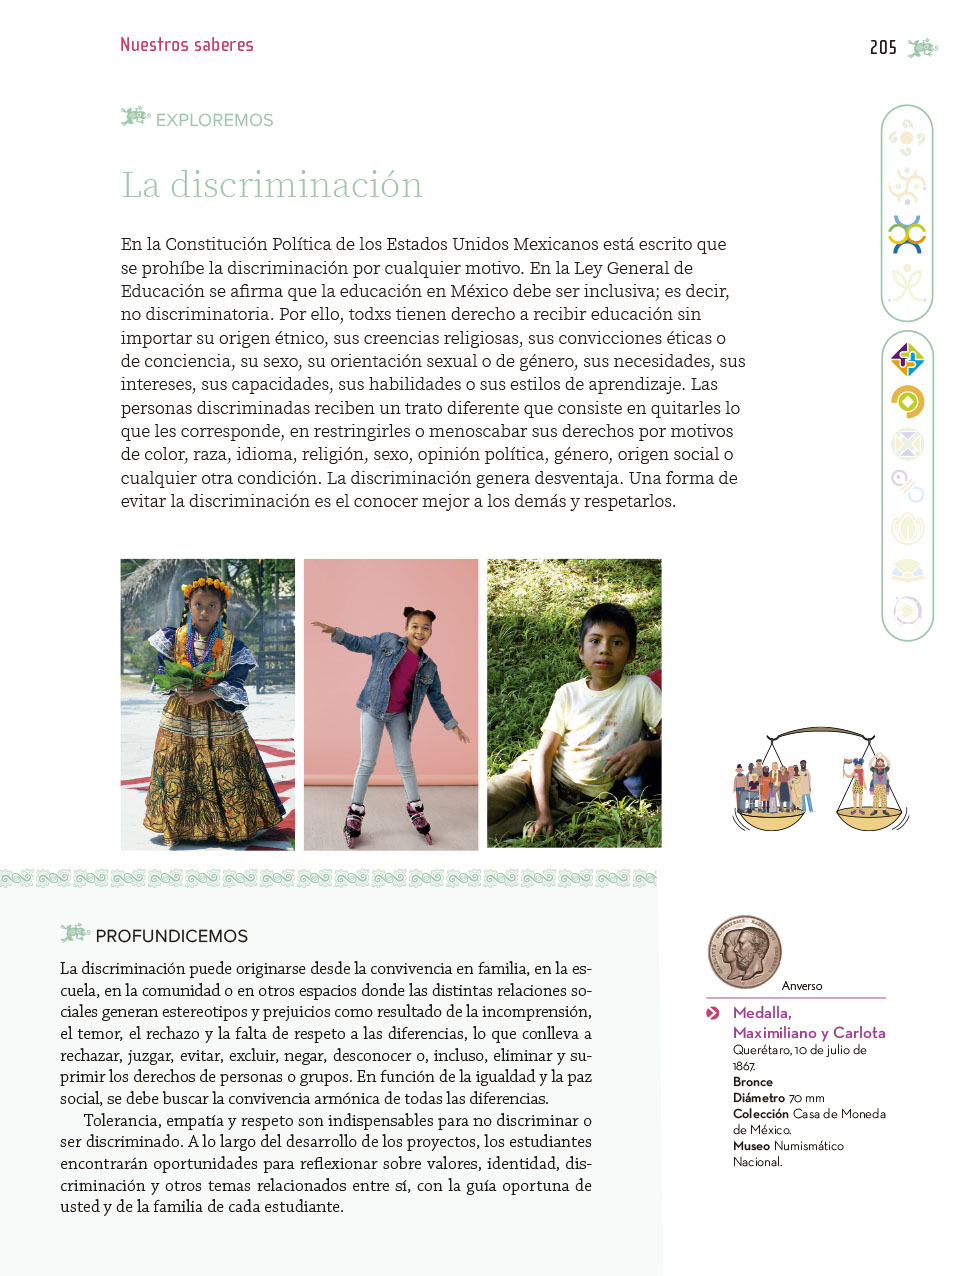 Nuestros saberes
205
EXPLOREMOS
La discriminación
En la Constitución Política de los Estados Unidos Mexicanos está escrito que
se prohíbe la discriminación por cualquier motivo. En la Ley General de
Educación se afirma que la educación en México debe ser inclusiva; es decir,
no discriminatoria. Por ello, todxs tienen derecho a recibir educación sin
importar su origen étnico, sus creencias religiosas, sus convicciones éticas o
de conciencia, su sexo, su orientación sexual o de género, sus necesidades, sus
intereses, sus capacidades, sus habilidades o sus estilos de aprendizaje. Las
personas discriminadas reciben un trato diferente que consiste en quitarles lo
que les corresponde, en restringirles o menoscabar sus derechos por motivos
de color, raza, idioma, religión, sexo, opinión política, género, origen social o
cualquier otra condición. La discriminación genera desventaja. Una forma de
evitar la discriminación es el conocer mejor a los demás y respetarlos.
PROFUNDICEMOS
La discriminación puede originarse desde la convivencia en familia, en la es-
cuela, en la comunidad o en otros espacios donde las distintas relaciones so-
ciales generan estereotipos y prejuicios como resultado de la incomprensión,
el temor, el rechazo y la falta de respeto a las diferencias, lo que conlleva a
rechazar, juzgar, evitar, excluir, negar, desconocer o, incluso, eliminar y su-
primir los derechos de personas o grupos. En función de la igualdad y la paz
social, se debe buscar la convivencia armónica de todas las diferencias.
Tolerancia, empatía y respeto son indispensables para no discriminar o
ser discriminado. A lo largo del desarrollo de los proyectos, los estudiantes
encontrarán oportunidades para reflexionar sobre valores, identidad, dis-
criminación y otros temas relacionados entre sí, con la guía oportuna de
usted y de la familia de cada estudiante.
Anverso
Medalla,
Maximiliano y Carlota
Querétaro, 10 de julio de
1867.
Bronce
Diámetro 70 mm
Colección Casa de Moneda
de México.
Museo Numismático
Nacional.